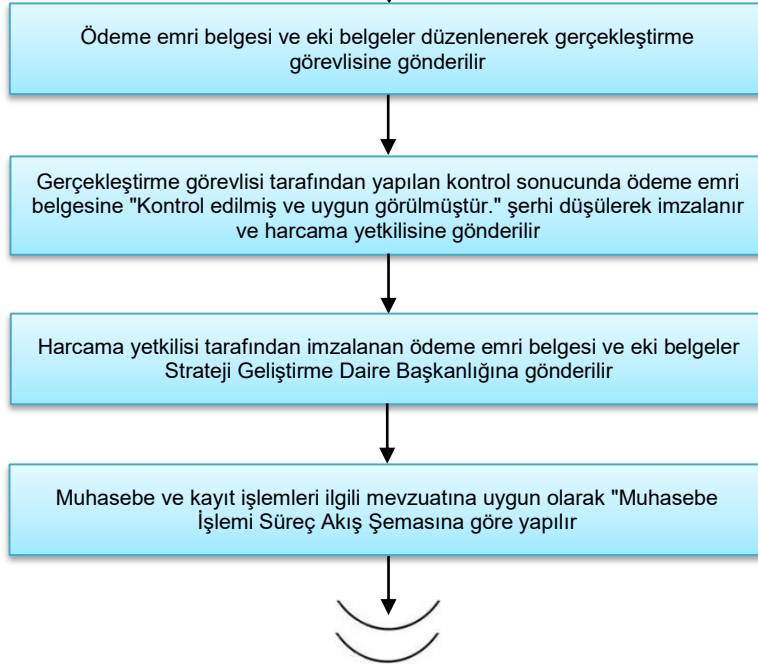 Ödeme emri belgesi ve eki belgeler düzenlenerek gerçekleştirme
görevlisine gönderilir
Gerçekleştirme görevlisi tarafından yapılan kontrol sonucunda ödeme emri
belgesine "Kontrol edilmiş ve uygun görülmüştür." şerhi düşülerek imzalanır
ve harcama yetkilisine gönderilir
Harcama yetkilisi tarafından imzalanan ödeme emri belgesi ve eki belgeler
Strateji Geliştirme Daire Başkanlığına gönderilir
Muhasebe ve kayıt işlemleri ilgili mevzuatına uygun olarak "Muhasebe
İşlemi Süreç Akış Şemasına göre yapılır